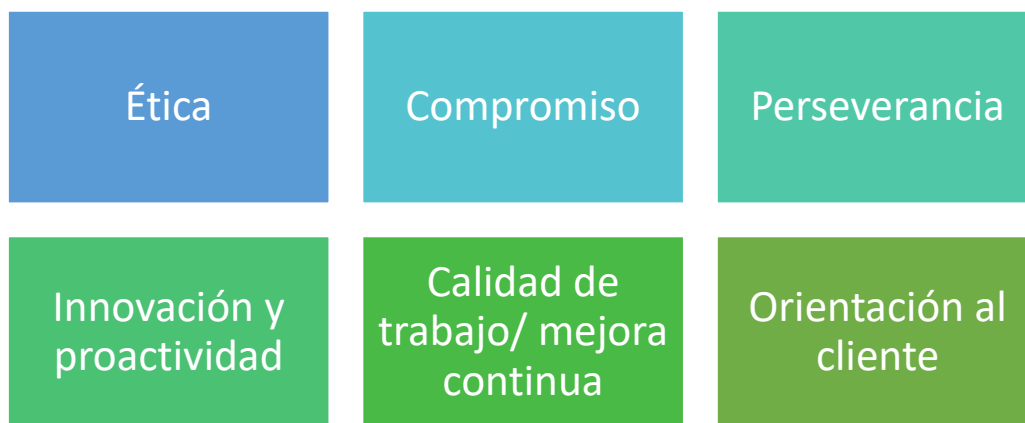 Ética
Compromiso
Perseverancia
Innovación y
proactividad
Calidad de
trabajo/ mejora
continua
Orientación al
cliente